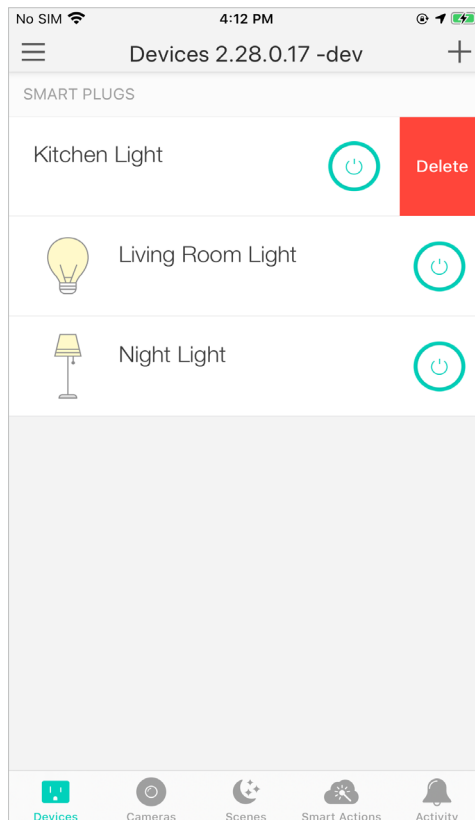 No SIM 4:12 PM
Devices 2.28.0.17 -dev
SMART PLUGS
Kitchen Light
Delete
Living Room Light
Night Light
Devices Cameras Scenes Smart Actions Activity